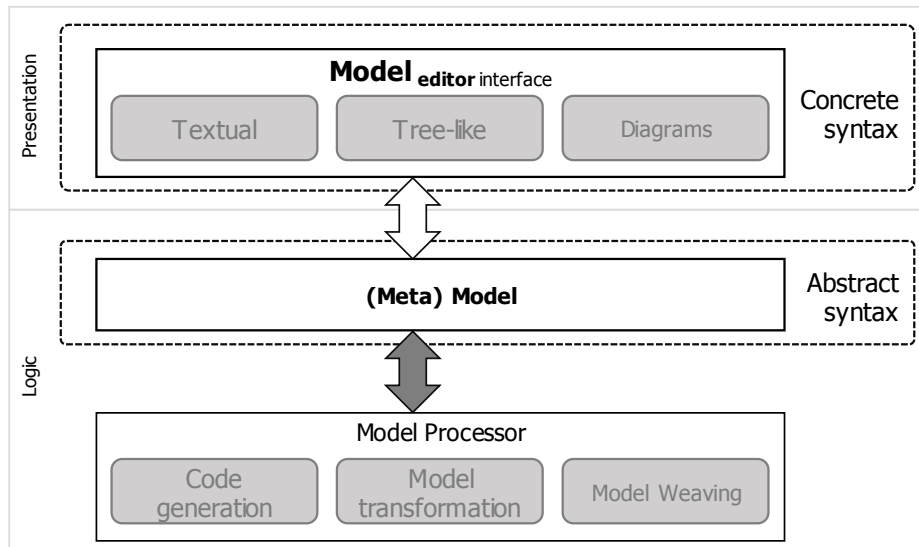 Presentation
Model editor interface
Textual
Tree-like
Diagrams
Concrete
syntax
Logic
(Meta) Model
Abstract
syntax
Model Processor
Code
generation
Model
transformation
Model Weaving